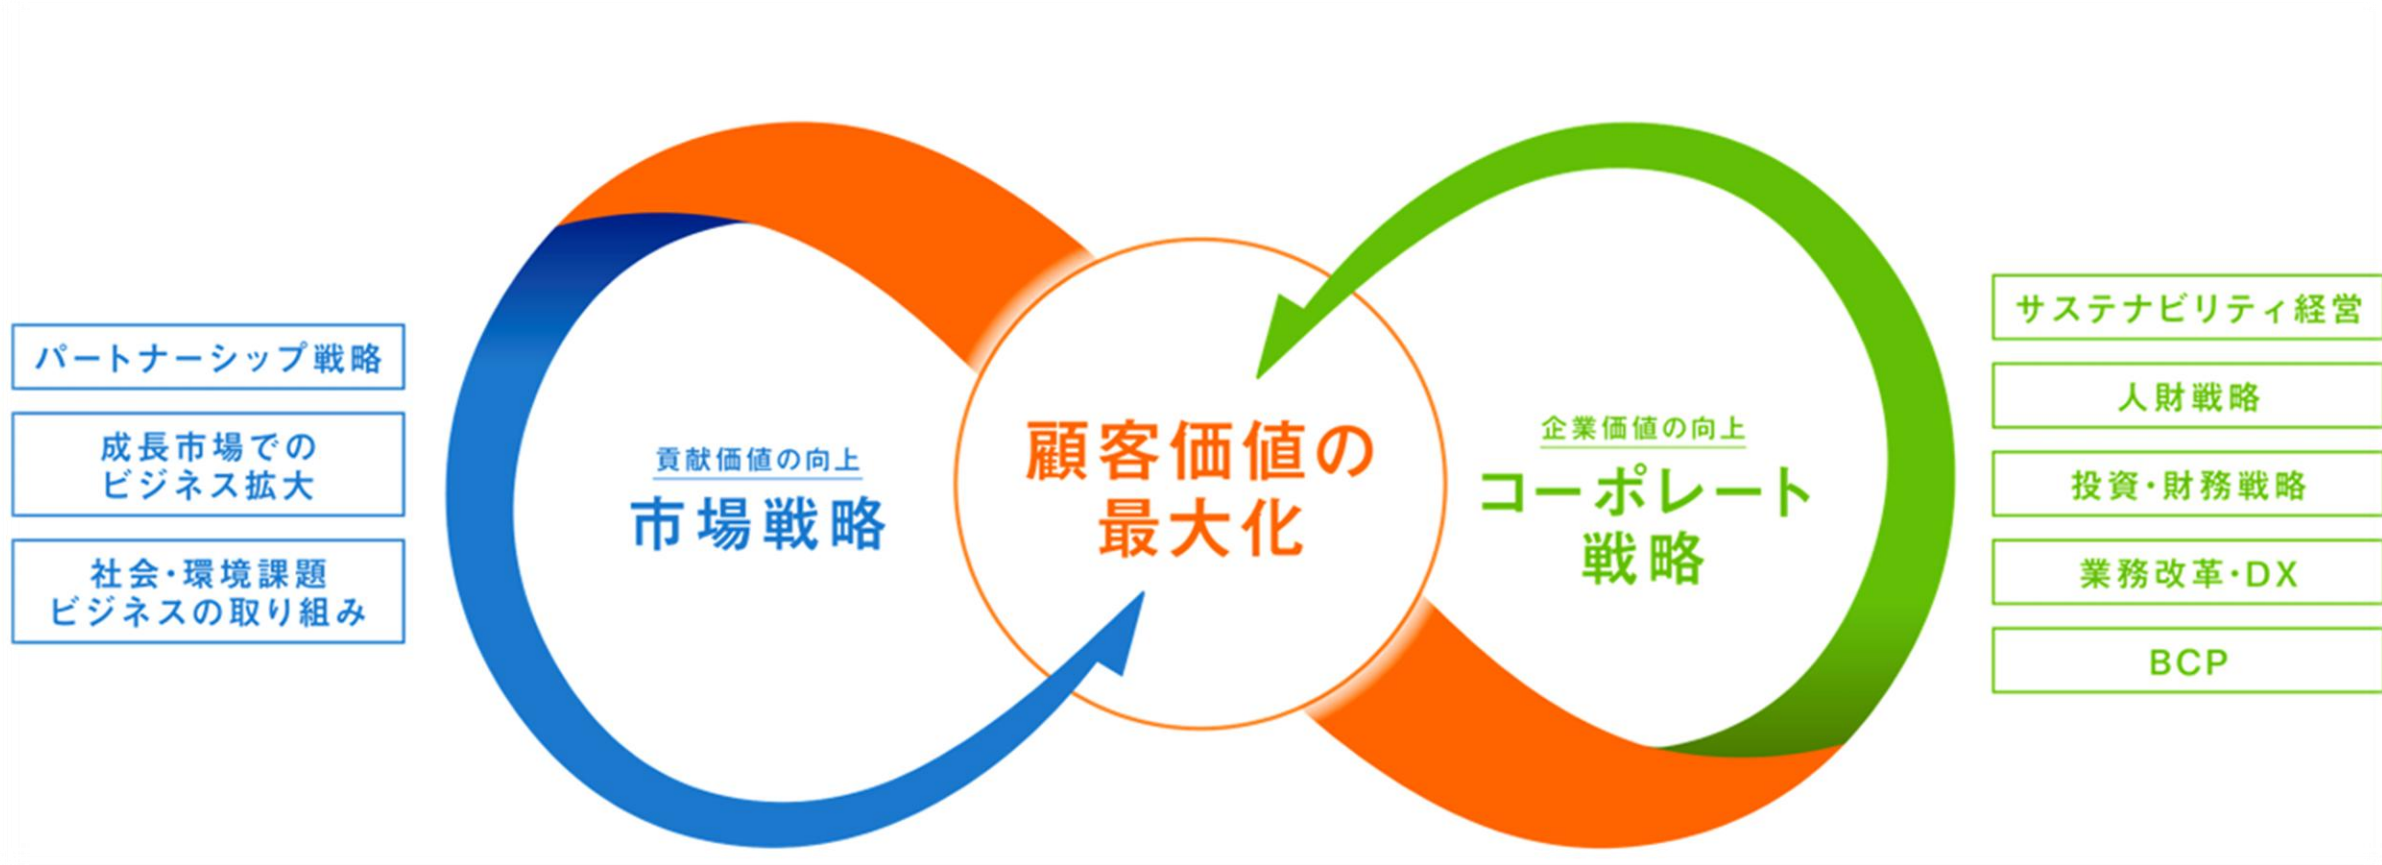 パートナーシップ戦略
成長市場での
ビジネス拡大
社会・環境課題
ビジネスの取り組み
貢献価値の向上
市場戦略
顧客価値の
最大化
企業価値の向上
コーポレート
戦略
サステナビリティ経営
人財戦略
投資・財務戦略
業務改革・DX
BCP